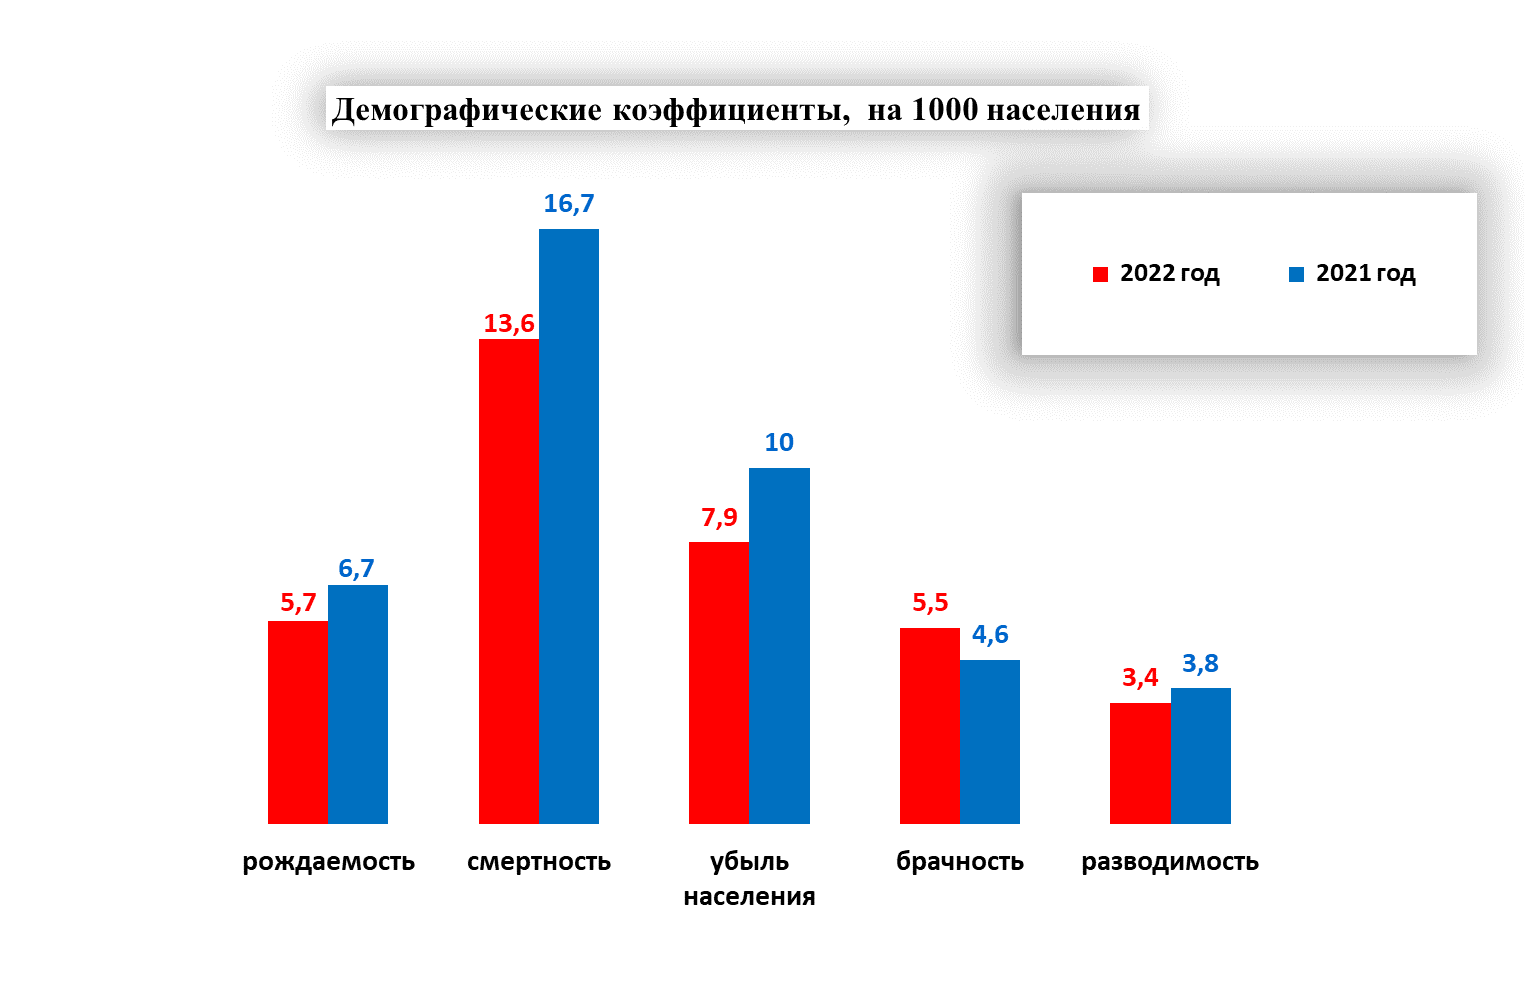 Демографические коэффициенты, на 1000 населения
2022 год
2021 год
16,7
13,6
10
7,9
6,7
5,7
5,5
4,6
3,8
3,4
рождаемость
смертность
убыль
населения
брачность
разводимость